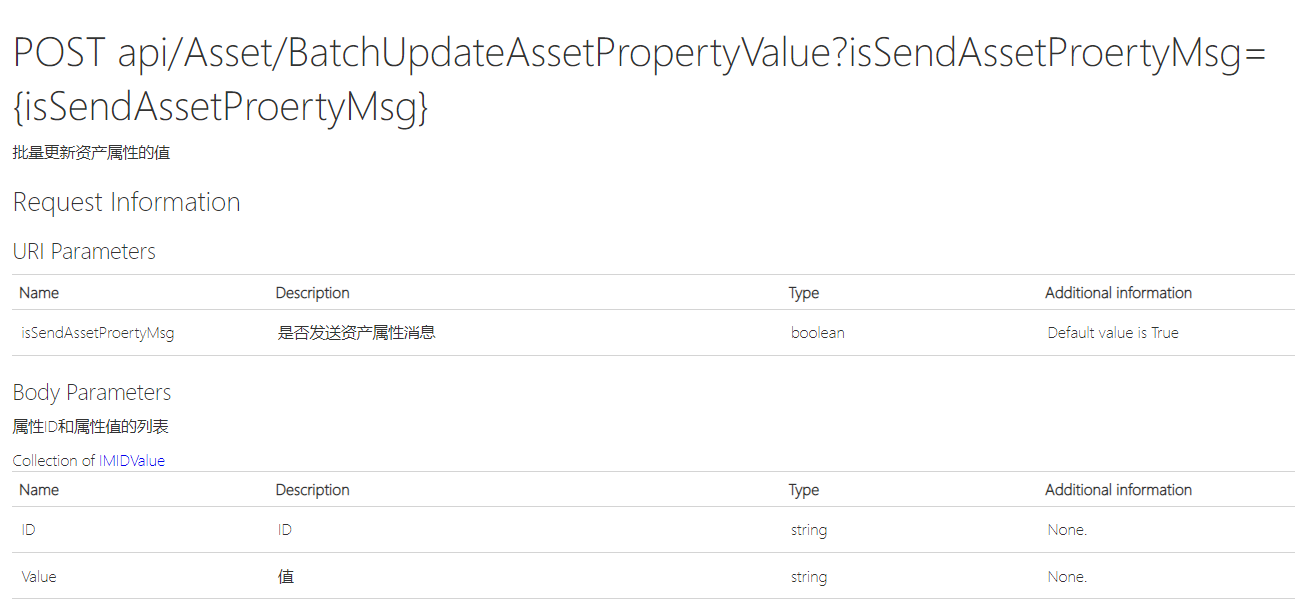 POST api/Asset/BatchUpdateAssetPropertyValue?isSendAssetProertyMsg=
{isSendAssetProertyMsg}
批量更新资产属性的值
Request Information
URI Parameters
Name Description Type Additional information
isSendAssetProertyMsg 是否发送资产属性消息 boolean Default value is True
Body Parameters
属性ID和属性值的列表
Collection of IMIDValue
Name Description Type Additional information
ID ID string None.
Value 值 string None.